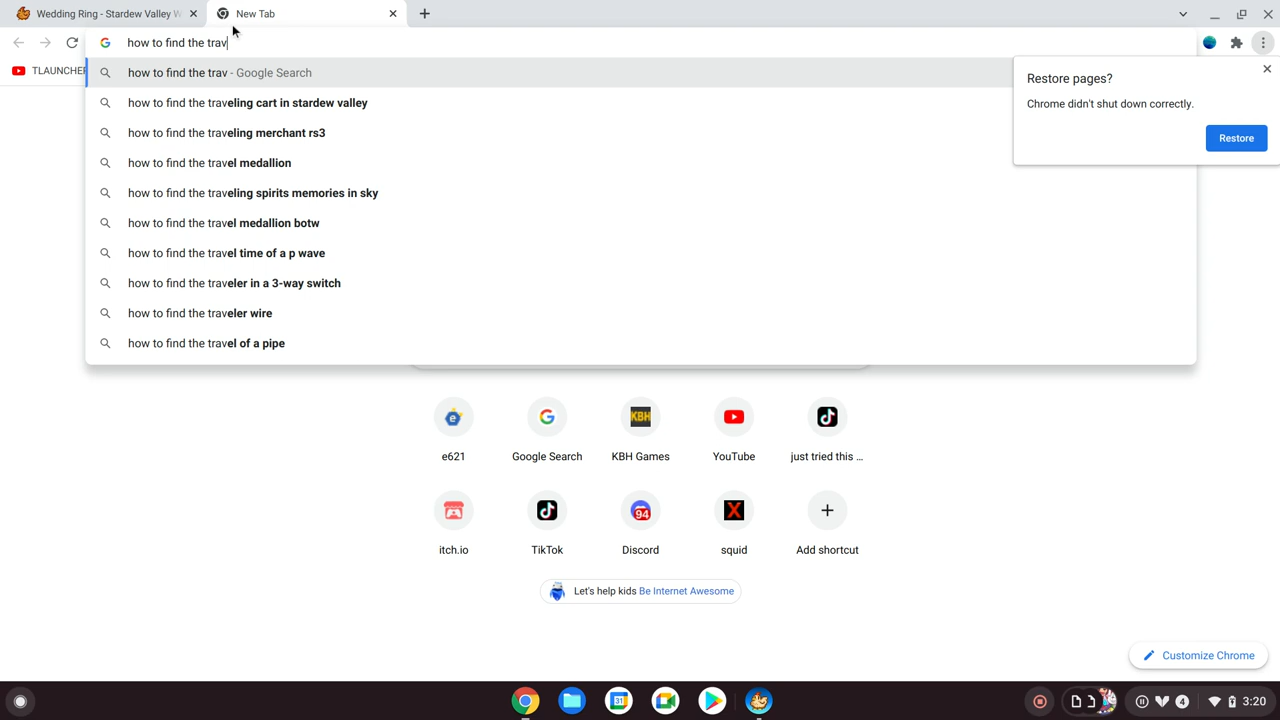 Wedding Ring - Stardew Valley W
New Tab
how to find the trav
TLAUNCHER
how to find the trav - Google Search
how to find the traveling cart in stardew valley
how to find the traveling merchant rs3
how to find the travel medallion
how to find the traveling spirits memories in sky
how to find the travel medallion botw
how to find the travel time of a p wave
how to find the traveler in a 3-way switch
how to find the traveler wire
how to find the travel of a pipe
Restore pages?
Chrome didn't shut down correctly.
Restore
e621
Google Search
KBH
KBH Games
YouTube
just tried this ...
itch.io
TikTok
94
Discord
X
squid
Add shortcut
Let's help kids Be Internet Awesome
Customize Chrome
31
4
3:20